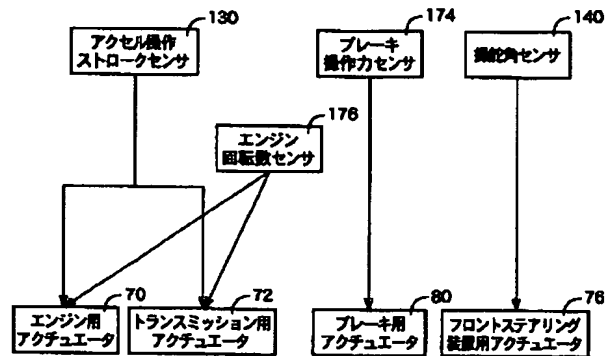 130
アクセル操作
ストロークセンサ
174
ブレーキ
操作力センサ
140
操舵角センサ
176
エンジン
回転数センサ
70
エンジン用
アクチュエータ
72
トランスミッション用
アクチュエータ
80
ブレーキ用
アクチュエータ
76
フロントステアリング
装置用アクチュエータ